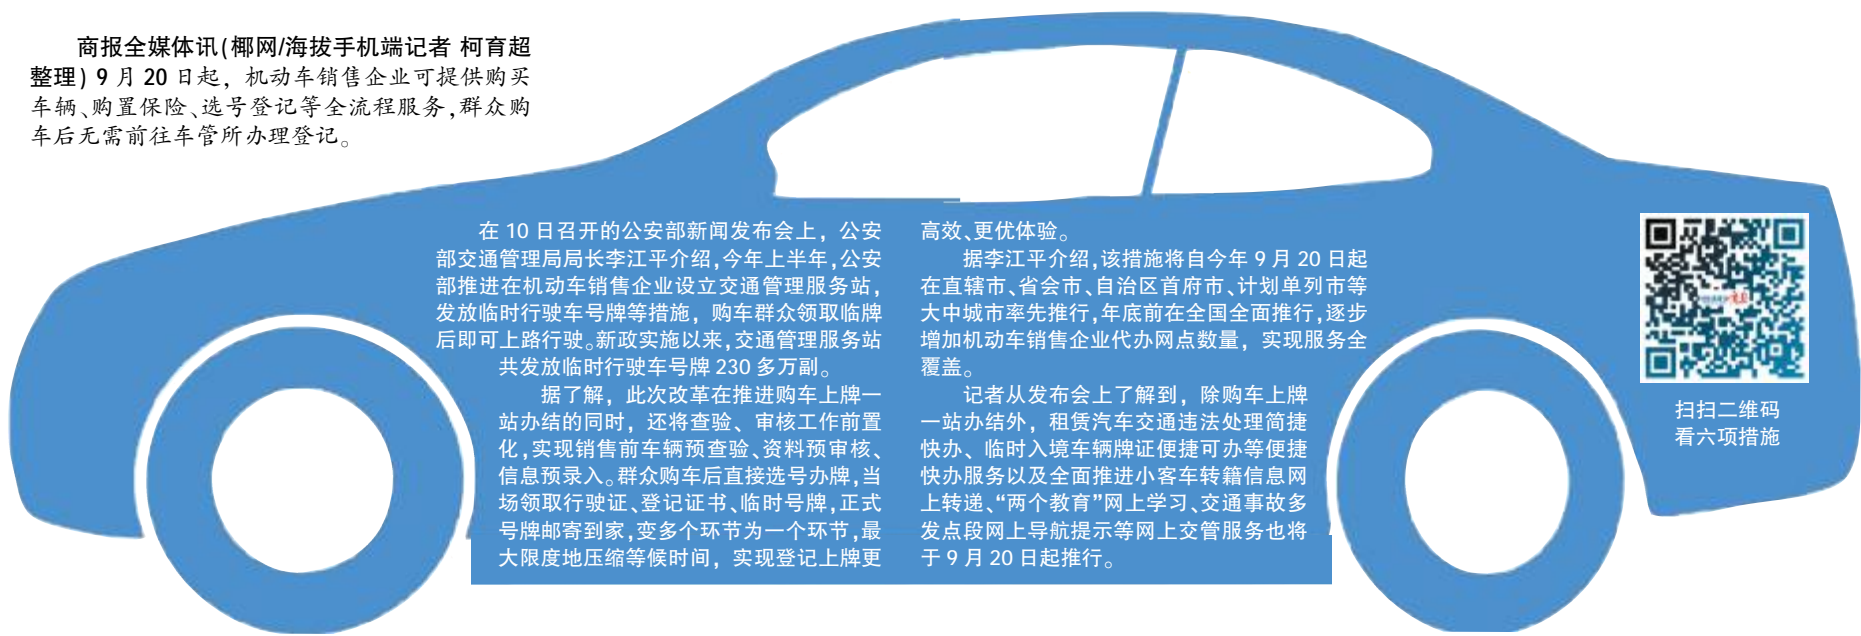 商报全媒体讯(椰网/海拔手机端记者 柯育超
整理) 9 月 20 日起，机动车销售企业可提供购买
车辆、购置保险、选号登记等全流程服务,群众购
车后无需前往车管所办理登记。
在 10 日召开的公安部新闻发布会上，公安
部交通管理局局长李江平介绍,今年上半年,公安
部推进在机动车销售企业设立交通管理服务站，
发放临时行驶车号牌等措施，购车群众领取临牌
后即可上路行驶。新政实施以来,交通管理服务站
共发放临时行驶车号牌 230 多万副。
据了解，此次改革在推进购车上牌一
站办结的同时，还将查验、审核工作前置
化,实现销售前车辆预查验、资料预审核、
信息预录入。群众购车后直接选号办牌,当
场领取行驶证、登记证书、临时号牌,正式
号牌邮寄到家,变多个环节为一个环节,最
大限度地压缩等候时间，实现登记上牌更
高效、更优体验。
据李江平介绍,该措施将自今年 9 月 20 日起
在直辖市、省会市、自治区首府市、计划单列市等
大中城市率先推行,年底前在全国全面推行,逐步
增加机动车销售企业代办网点数量，实现服务全
覆盖。
记者从发布会上了解到，除购车上牌
一站办结外，租赁汽车交通违法处理简捷
快办、临时入境车辆牌证便捷可办等便捷
快办服务以及全面推进小客车转籍信息网
上转递、“两个教育”网上学习、交通事故多
发点段网上导航提示等网上交管服务也将
于 9 月 20 日起推行。
扫扫二维码
看六项措施